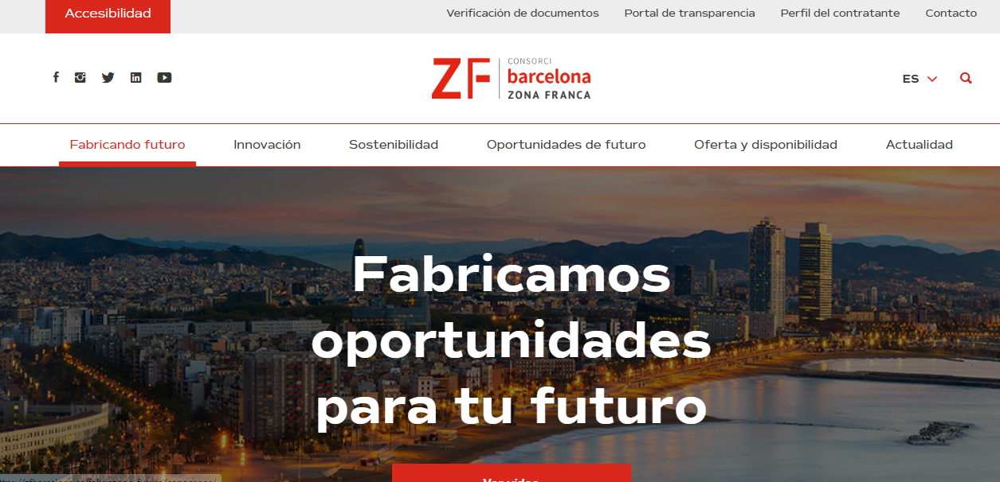 Accesibilidad
Verificación de documentos Portal de transparencia Perfil del contratante Contacto
ZF CONSORCI
barcelona
ZONA FRANCA
ES
Fabricando futuro Innovación Sostenibilidad Oportunidades de futuro Oferta y disponibilidad Actualidad
Fabricamos
oportunidades
para tu futuro